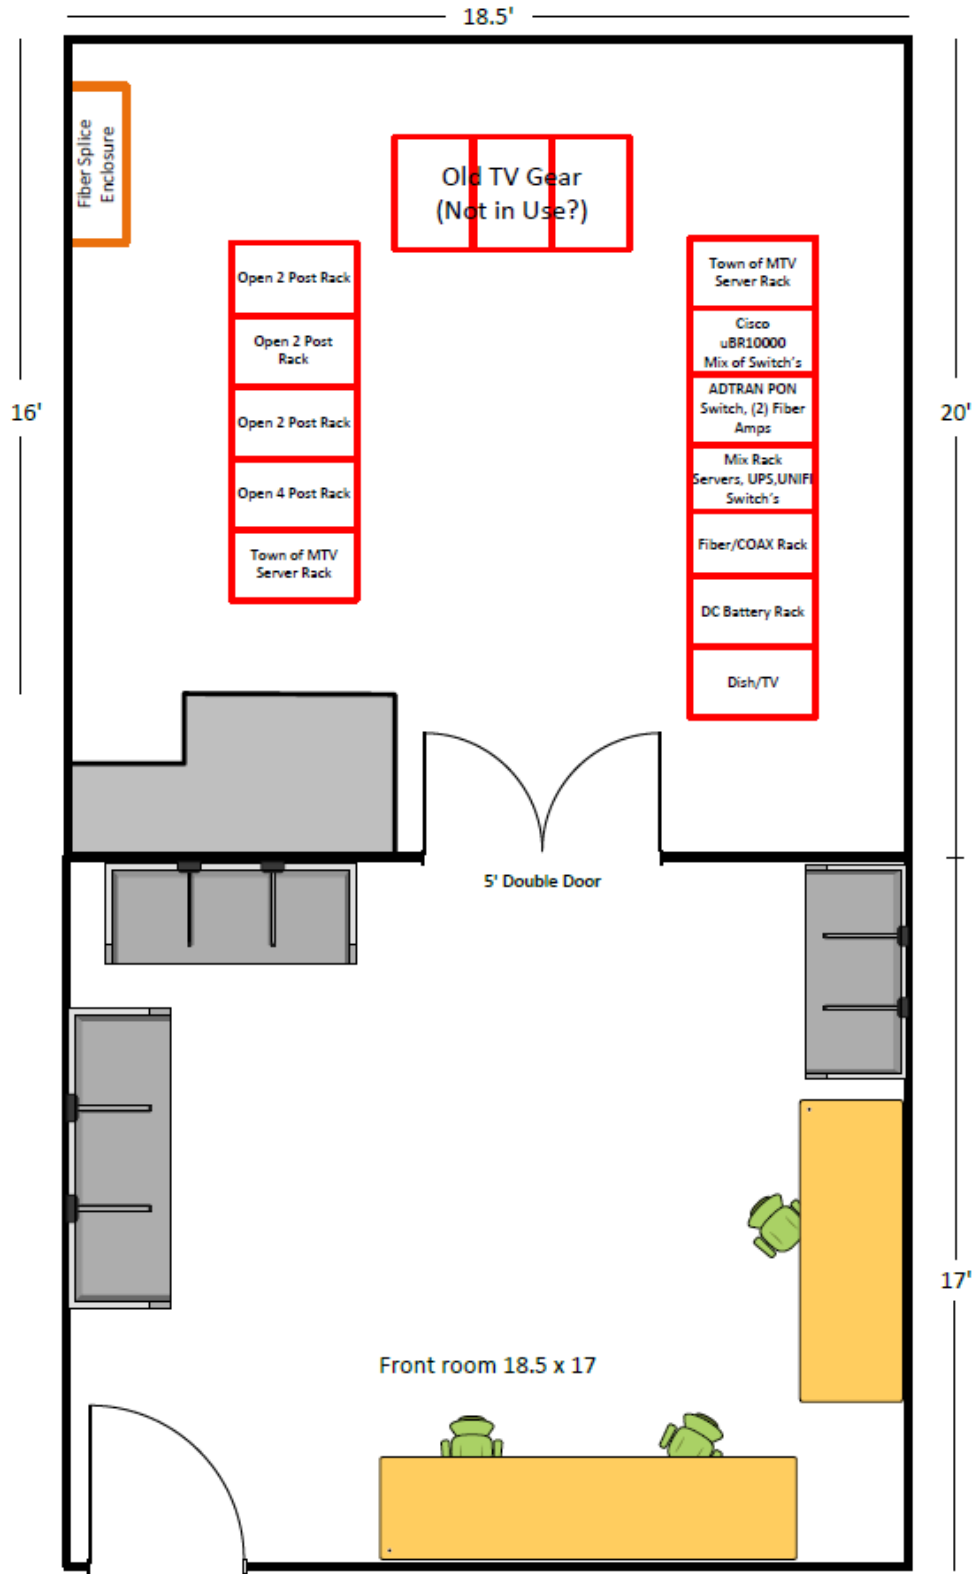 18.5'
Fiber Splice
Enclosure
Old TV Gear
(Not in Use?)
Open 2 Post Rack
Open 2 Post
Rack
Open 2 Post Rack
Open 4 Post Rack
Town of MTV
Server Rack
Town of MTV
Server Rack
Cisco
uBR10000
Mix of Switch's
ADTRAN PON
Switch, (2) Fiber
Amps
Mix Rack
Servers, UPS,UNIFI
Switch's
Fiber/COAX Rack
DC Battery Rack
Dish/TV
16'
20'
5' Double Door
17'
Front room 18.5 x 17